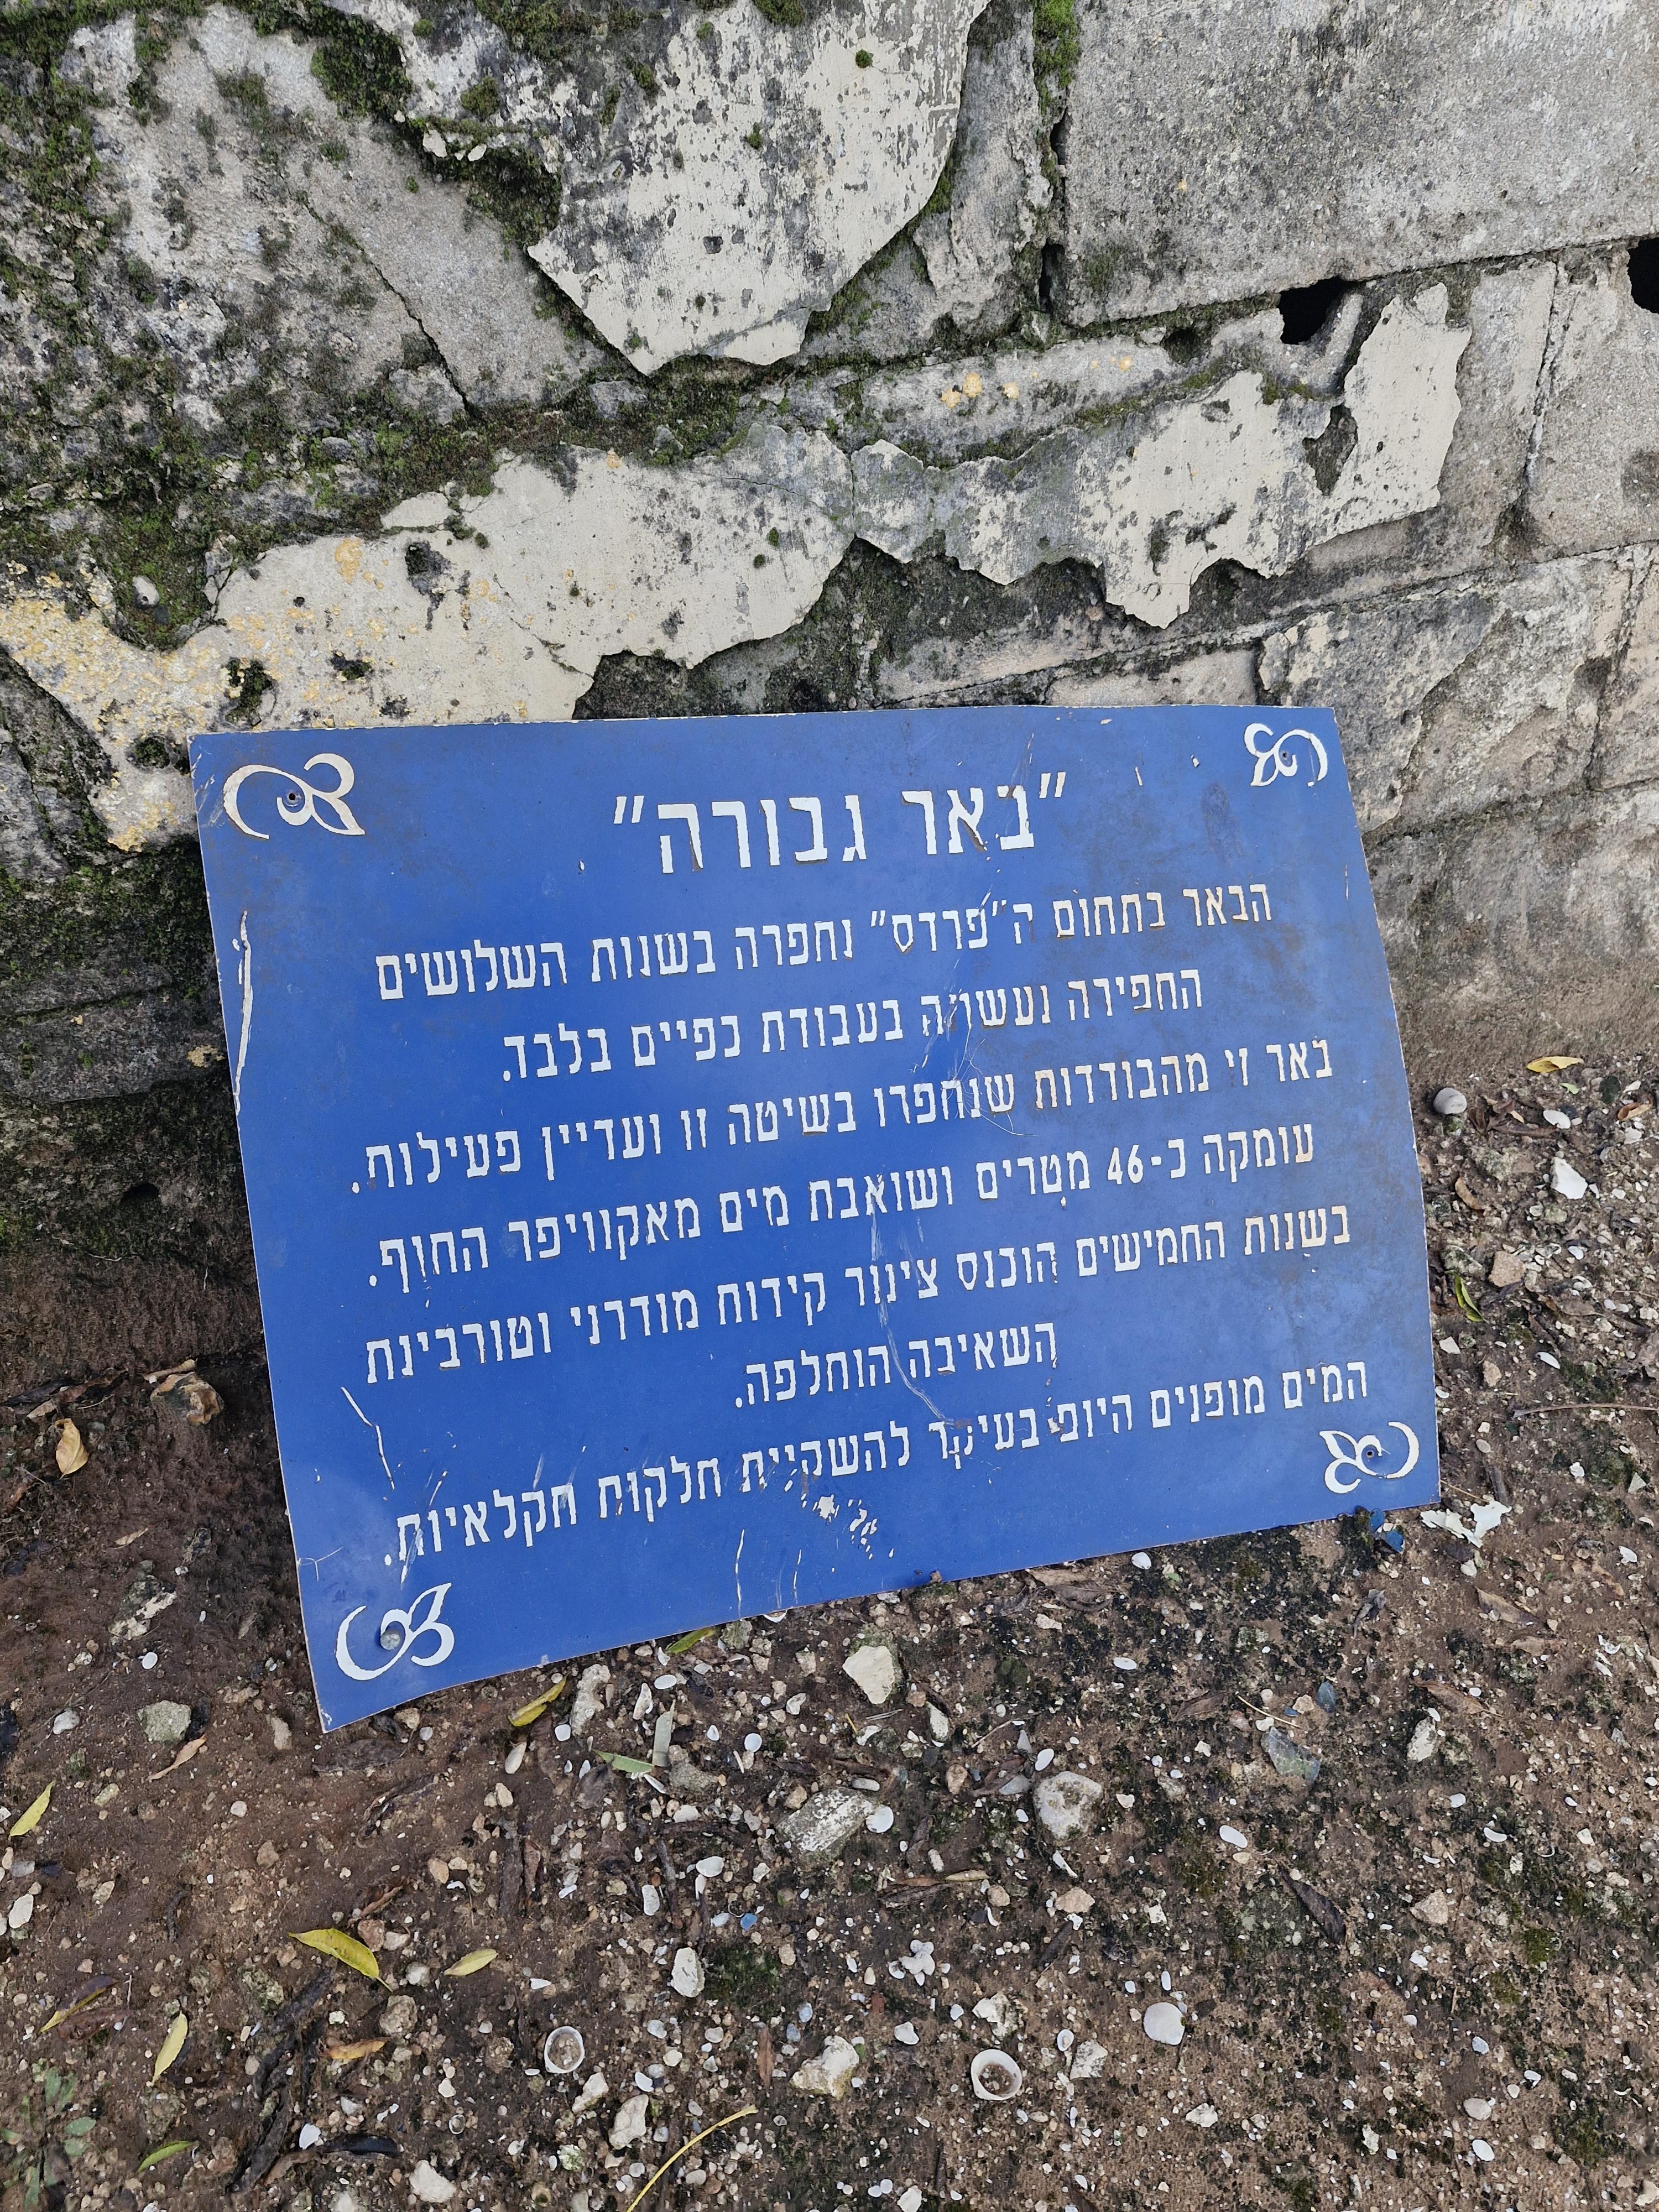 "באר גבורה"
הבאר בתחום ה"פרדס" נחפרה בשנות השלושים
החפירה נעשתה בעבודת כפיים בלבד.
באר זו מהבודדות שנחפרו בשיטה זו ועדיין פעילות.
עומקה כ-46 מטרים ושואבת מים מאקוויפר החוף.
בשנות החמישים הוכנס צינור קידוח מודרני וטורבינת
השאיבה הוחלפה.
המים מופנים היום בעיקר להשקיית חלקות חקלאיות.